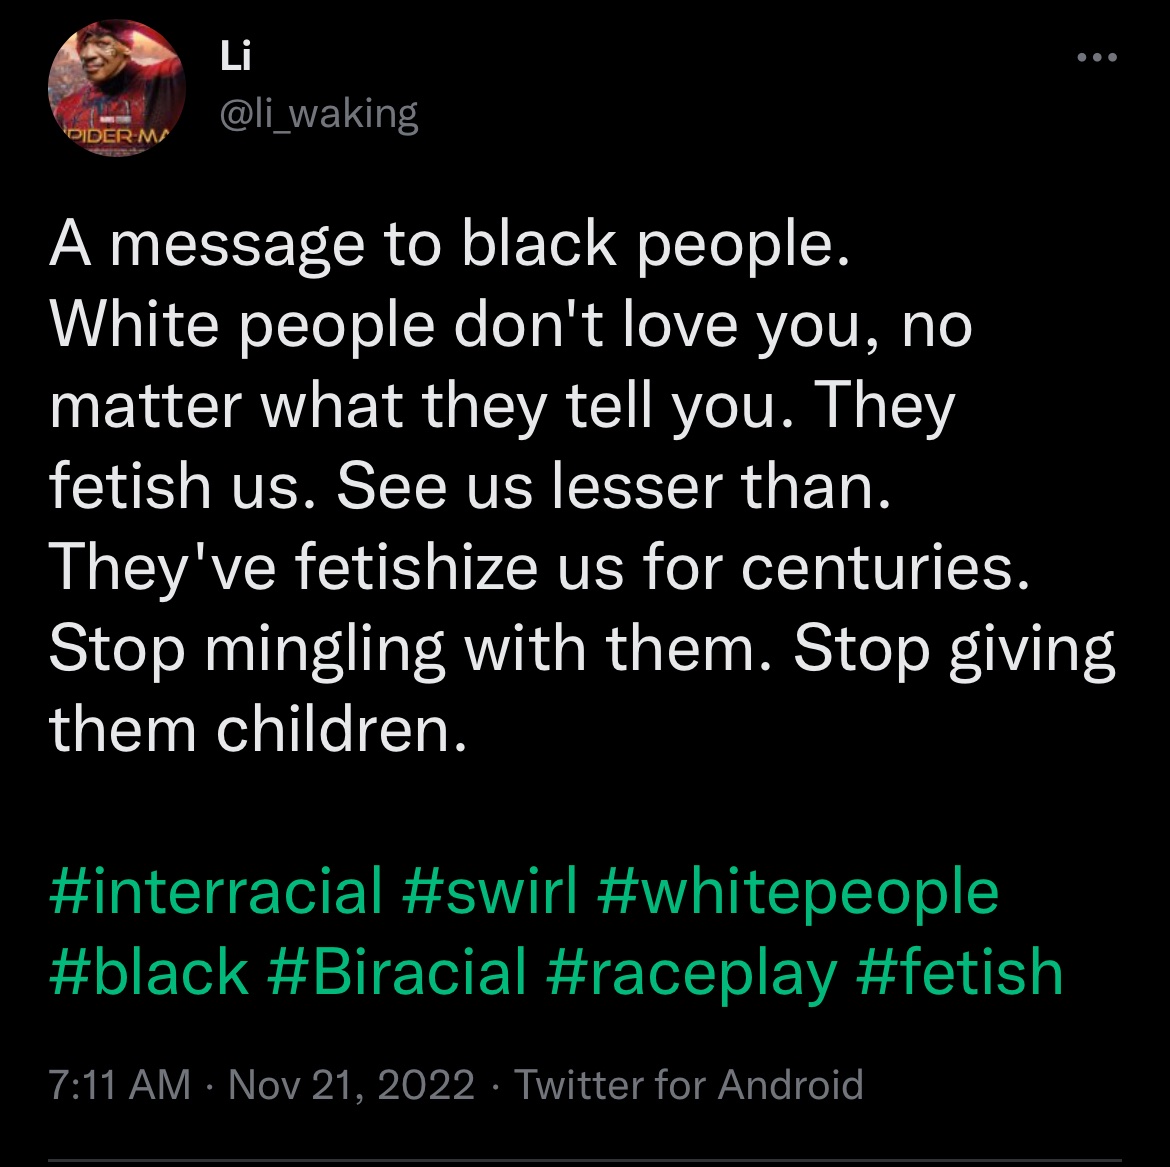 Li
@li_waking
PIDER-MA
A message to black people.
White people don't love you, no
matter what they tell you. They
fetish us. See us lesser than.
They've fetishize us for centuries.
Stop mingling with them. Stop giving
them children.
#interracial #swirl #whitepeople
#black #Biracial #raceplay #fetish
7:11 AM · Nov 21, 2022 · Twitter for Android